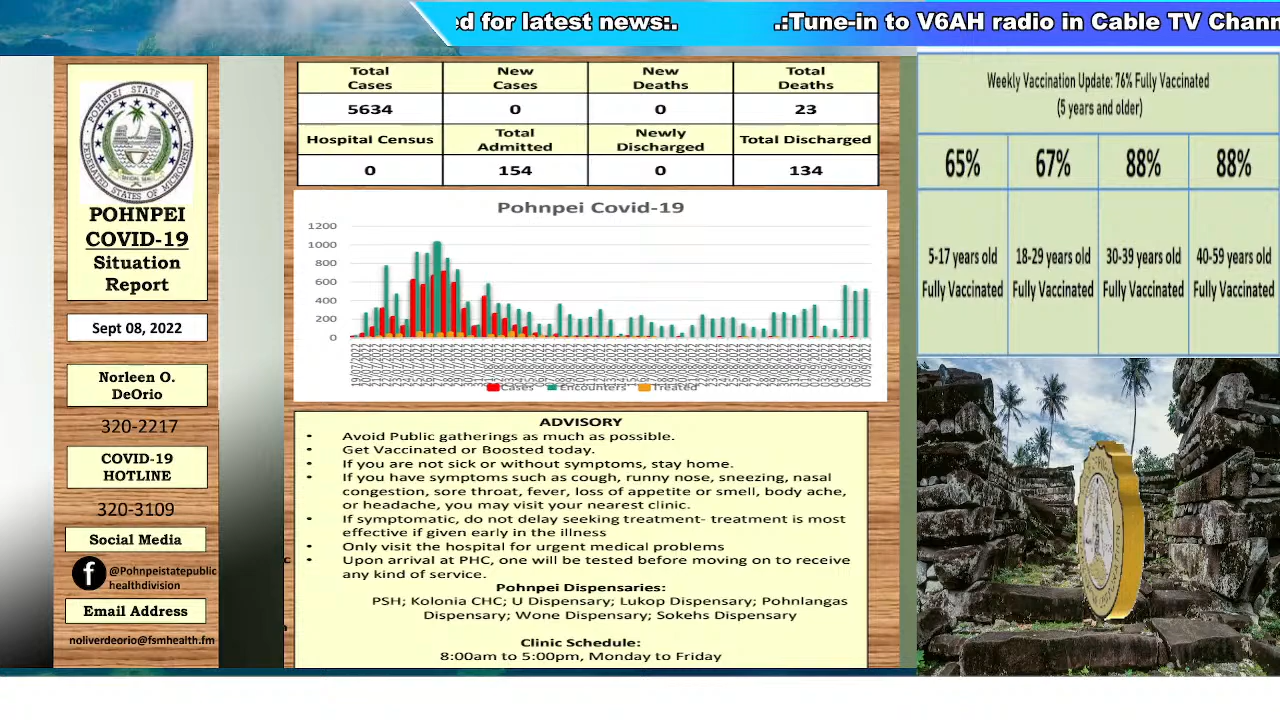 d for latest news:. .:Tune-in to V6AH radio in Cable TV Chann
POHNPEI STATE SEAL
FEDERATED STATES OF MICRONESIA
POHNPEI
COVID-19
Situation
Report
Sept 08, 2022
Norleen O.
DeOrio
320-2217
COVID-19
HOTLINE
320-3109
Social Media
f
@Pohnpeistatepublic
healthdivision
Email Address
noliverdeorio@fsmhealth.fm
Total Cases New Cases New Deaths Total Deaths
5634 0 0 23
Hospital Census Total Admitted Newly Discharged Total Discharged
0 154 0 134
Pohnpei Covid-19
1200
1000
800
600
400
200
0
Cases Encounters Treated
ADVISORY
• Avoid Public gatherings as much as possible.
• Get Vaccinated or Boosted today.
• If you are not sick or without symptoms, stay home.
• If you have symptoms such as cough, runny nose, sneezing, nasal
congestion, sore throat, fever, loss of appetite or smell, body ache,
or headache, you may visit your nearest clinic.
• If symptomatic, do not delay seeking treatment- treatment is most
effective if given early in the illness
• Only visit the hospital for urgent medical problems
• Upon arrival at PHC, one will be tested before moving on to receive
any kind of service.
Pohnpei Dispensaries:
PSH; Kolonia CHC; U Dispensary; Lukop Dispensary; Pohnlangas
Dispensary; Wone Dispensary; Sokehs Dispensary
Clinic Schedule:
8:00am to 5:00pm, Monday to Friday
Weekly Vaccination Update: 76% Fully Vaccinated
(5 years and older)
65% 67% 88% 88%
5-17 years old 18-29 years old 30-39 years old 40-59 years old
Fully Vaccinated Fully Vaccinated Fully Vaccinated Fully Vaccinated